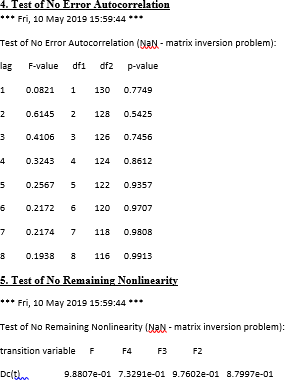 4. Test of No Error Autocorrelation
*** Fri, 10 May 2019 15:59:44 ***
Test of No Error Autocorrelation (NaN - matrix inversion problem):
lag F-value df1 df2 p-value
1 0.0821 1 130 0.7749
2 0.6145 2 128 0.5425
3 0.4106 3 126 0.7456
4 0.3243 4 124 0.8612
5 0.2567 5 122 0.9357
6 0.2172 6 120 0.9707
7 0.2174 7 118 0.9808
8 0.1938 8 116 0.9913
5. Test of No Remaining Nonlinearity
*** Fri, 10 May 2019 15:59:44 ***
Test of No Remaining Nonlinearity (NaN - matrix inversion problem):
transition variable F F4 F3 F2
Dc(t) 9.8807e-01 7.3291e-01 9.7602e-01 8.7997e-01